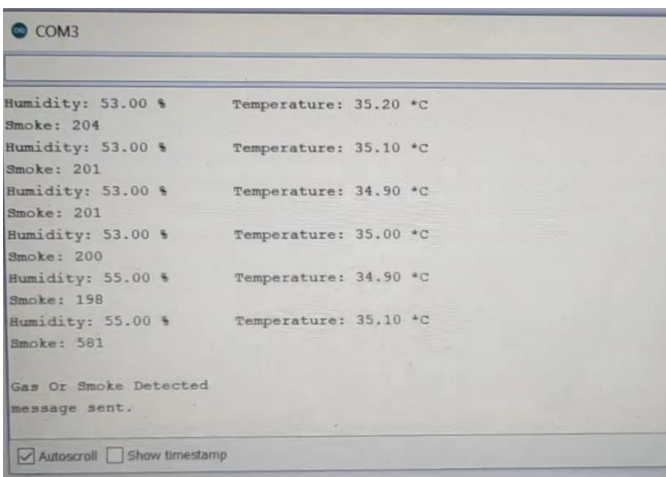 COM3
Humidity: 53.00 % Temperature: 35.20 *C
Smoke: 204
Humidity: 53.00 % Temperature: 35.10 *C
Smoke: 201
Humidity: 53.00 % Temperature: 34.90 *C
Smoke: 201
Humidity: 53.00 % Temperature: 35.00 *C
Smoke: 200
Humidity: 55.00 % Temperature: 34.90 *C
Smoke: 198
Humidity: 55.00 % Temperature: 35.10 *C
Smoke: 581
Gas Or Smoke Detected
message sent.
Autoscroll Show timestamp